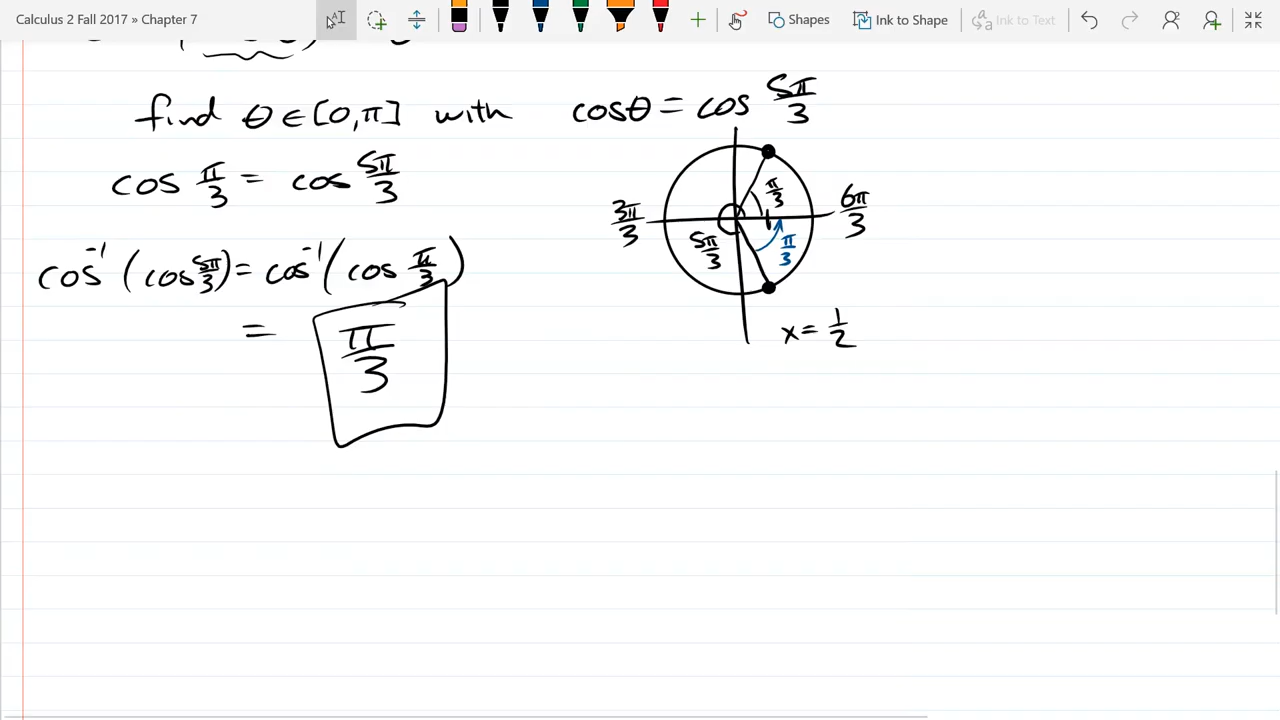 Calculus 2 Fall 2017 » Chapter 7
Shapes
Ink to Shape
Ink to Text
find θ ∈ [0,π] with cosθ = cos 5π/3
cos π/3 = cos 5π/3
cos⁻¹ (cos 5π/3) = cos⁻¹ (cos π/3)
= π/3
π/3
3π/3
6π/3
5π/3
π/3
x = 1/2